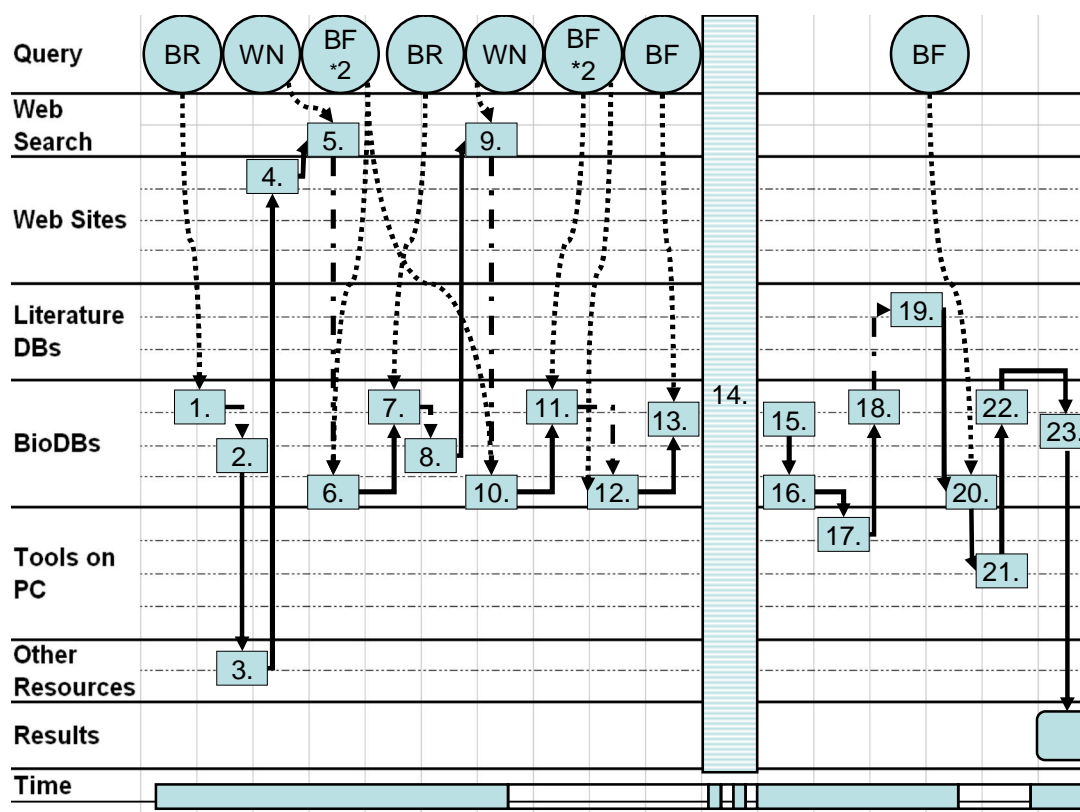 Query
BR
WN
BF
*2
BR
WN
BF
*2
BF
BF
Web
Search
5.
9.
4.
Web Sites
Literature
DBs
19.
14.
BioDBs
1.
2.
6.
7.
8.
10.
11.
12.
13.
15.
16.
18.
20.
22.
23.
Tools on
PC
17.
21.
Other
Resources
3.
Results
Time